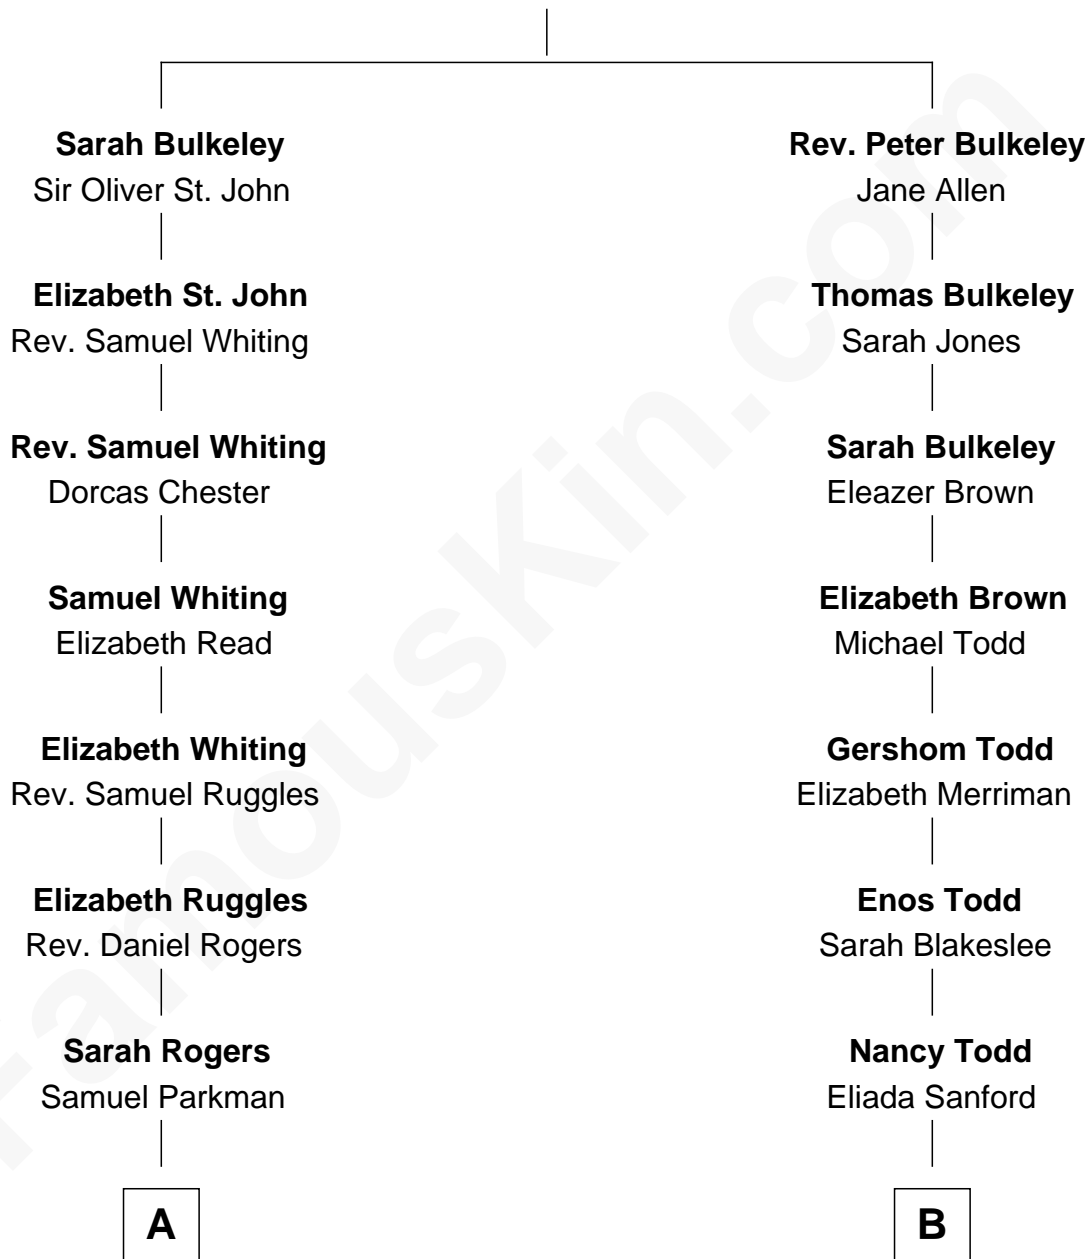 Sarah Bulkeley
Sir Oliver St. John
Elizabeth St. John
Rev. Samuel Whiting
Rev. Samuel Whiting
Dorcas Chester
Samuel Whiting
Elizabeth Read
Elizabeth Whiting
Rev. Samuel Ruggles
Elizabeth Ruggles
Rev. Daniel Rogers
Sarah Rogers
Samuel Parkman
A
Rev. Peter Bulkeley
Jane Allen
Thomas Bulkeley
Sarah Jones
Sarah Bulkeley
Eleazer Brown
Elizabeth Brown
Michael Todd
Gershom Todd
Elizabeth Merriman
Enos Todd
Sarah Blakeslee
Nancy Todd
Eliada Sanford
B
FamousKin.com